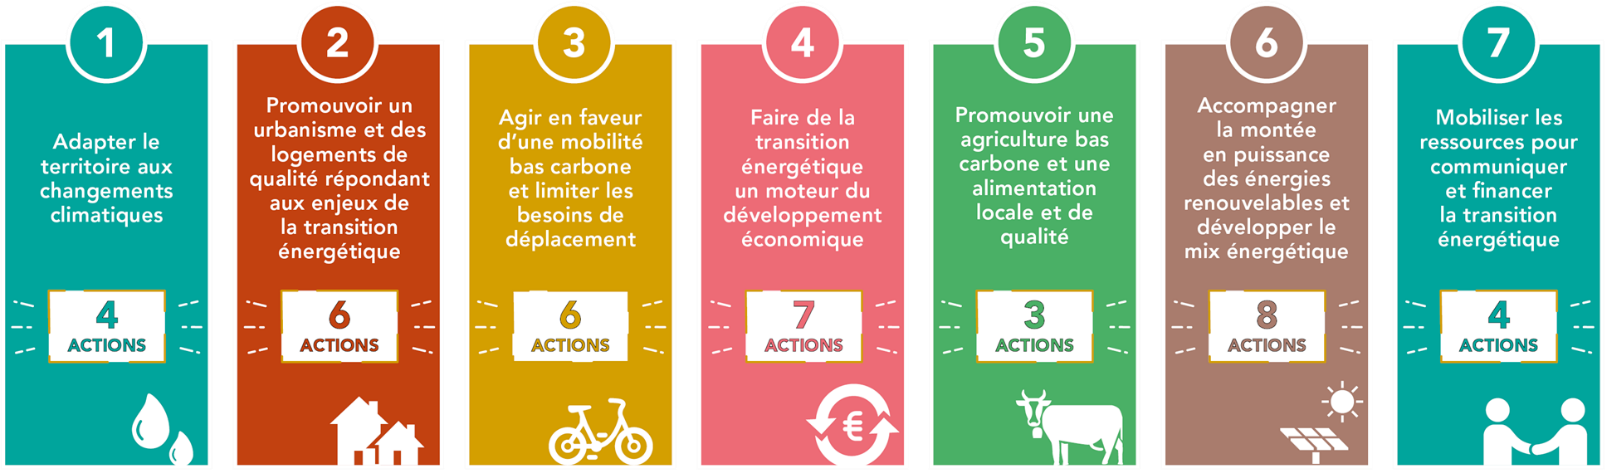 1
Adapter le
territoire aux
changements
climatiques
4
ACTIONS
2
Promouvoir un
urbanisme et des
logements de
qualité répondant
aux enjeux de
la transition
énergétique
6
ACTIONS
3
Agir en faveur
d'une mobilité
bas carbone
et limiter les
besoins de
déplacement
6
ACTIONS
4
Faire de la
transition
énergétique
un moteur du
développement
économique
7
ACTIONS
€
5
Promouvoir une
agriculture bas
carbone et une
alimentation
locale et de
qualité
3
ACTIONS
6
Accompagner
la montée
en puissance
des énergies
renouvelables et
développer le
mix énergétique
8
ACTIONS
7
Mobiliser les
ressources pour
communiquer
et financer
la transition
énergétique
4
ACTIONS